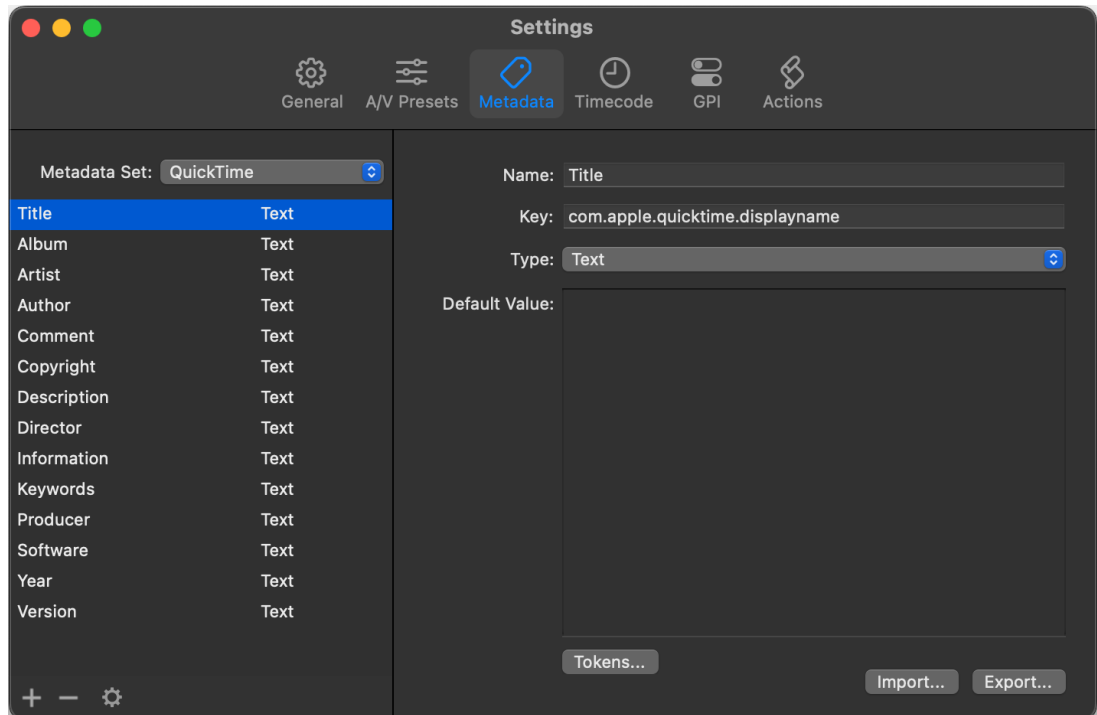 Settings
General A/V Presets Metadata Timecode GPI Actions
Metadata Set: QuickTime
Title Text
Album Text
Artist Text
Author Text
Comment Text
Copyright Text
Description Text
Director Text
Information Text
Keywords Text
Producer Text
Software Text
Year Text
Version Text
Name: Title
Key: com.apple.quicktime.displayname
Type: Text
Default Value:
Tokens...
Import... Export...